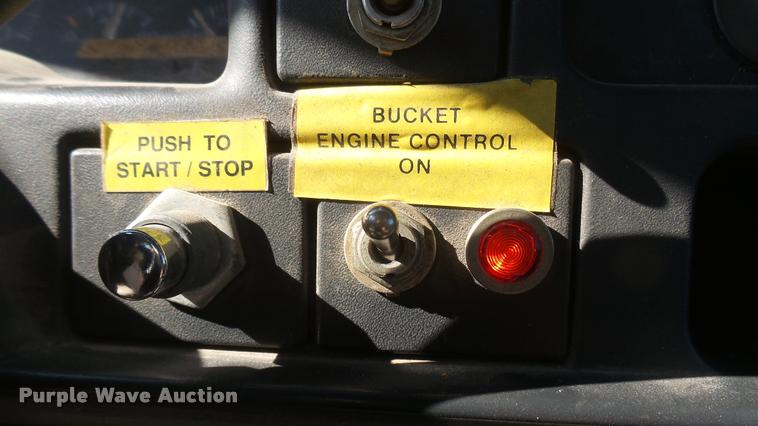 PUSH TO
START / STOP
BUCKET
ENGINE CONTROL
ON
Purple Wave Auction